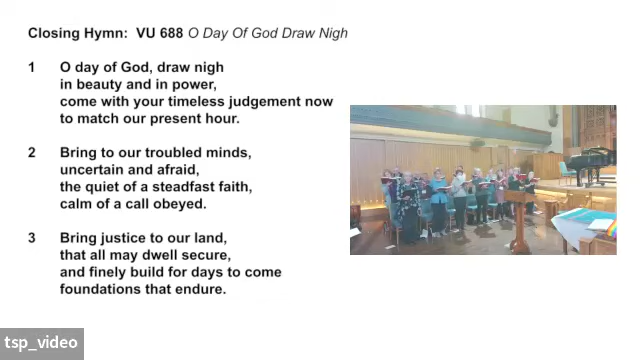 Closing Hymn: VU 688 O Day Of God Draw Nigh
1 O day of God, draw nigh
in beauty and in power,
come with your timeless judgement now
to match our present hour.
2 Bring to our troubled minds,
uncertain and afraid,
the quiet of a steadfast faith,
calm of a call obeyed.
3 Bring justice to our land,
that all may dwell secure,
and finely build for days to come
foundations that endure.
tsp_video